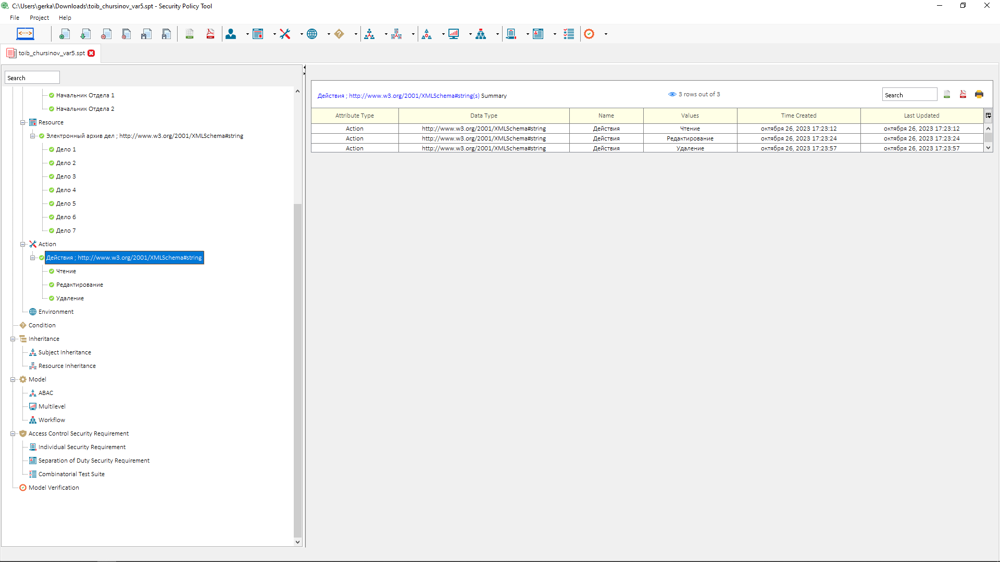 C:\Users\gerka\Downloads\toib_chursinov_var5.spt - Security Policy Tool
File Project Help
toib_chursinov_var5.spt
Search
Начальник Отдела 1
Начальник Отдела 2
Resource
Электронный архив дел ; http://www.w3.org/2001/XMLSchema#string
Дело 1
Дело 2
Дело 3
Дело 4
Дело 5
Дело 6
Дело 7
Action
Действия ; http://www.w3.org/2001/XMLSchema#string
Чтение
Редактирование
Удаление
Environment
Condition
Inheritance
Subject Inheritance
Resource Inheritance
Model
ABAC
Multilevel
Workflow
Access Control Security Requirement
Individual Security Requirement
Separation of Duty Security Requirement
Combinatorial Test Suite
Model Verification
Действия ; http://www.w3.org/2001/XMLSchema#string(s) Summary
3 rows out of 3
Search
Attribute Type Data Type Name Values Time Created Last Updated
Action http://www.w3.org/2001/XMLSchema#string Действия Чтение октября 26, 2023 17:23:12 октября 26, 2023 17:23:12
Action http://www.w3.org/2001/XMLSchema#string Действия Редактирование октября 26, 2023 17:23:24 октября 26, 2023 17:23:24
Action http://www.w3.org/2001/XMLSchema#string Действия Удаление октября 26, 2023 17:23:57 октября 26, 2023 17:23:57